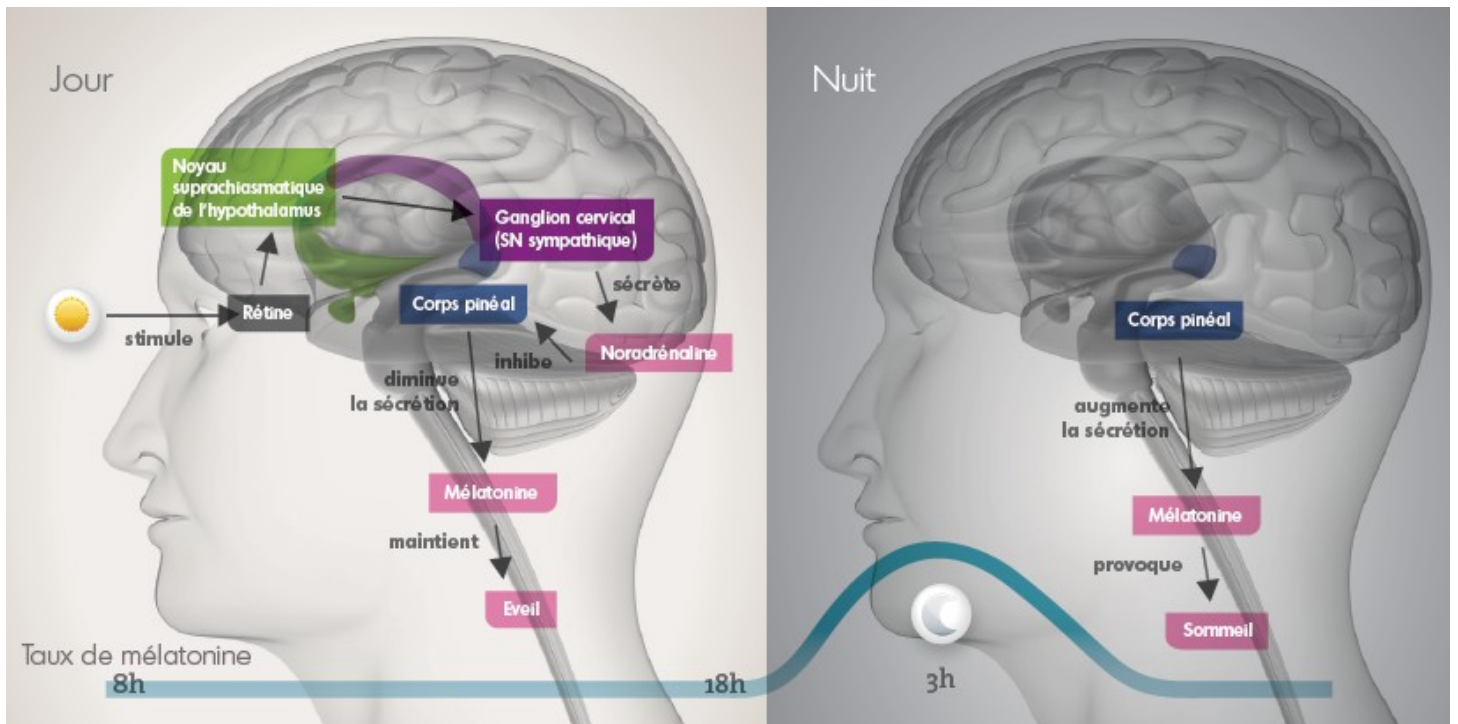 Jour
Noyau
suprachiasmatique
de l'hypothalamus
Ganglion cervical
(SN sympathique)
sécrète
Rétine
Corps pinéal
stimule
inhibe
Noradrénaline
diminue
la sécrétion
Mélatonine
maintient
Eveil
Taux de mélatonine
8h
18h
Nuit
Corps pinéal
augmente
la sécrétion
Mélatonine
provoque
Sommeil
3h